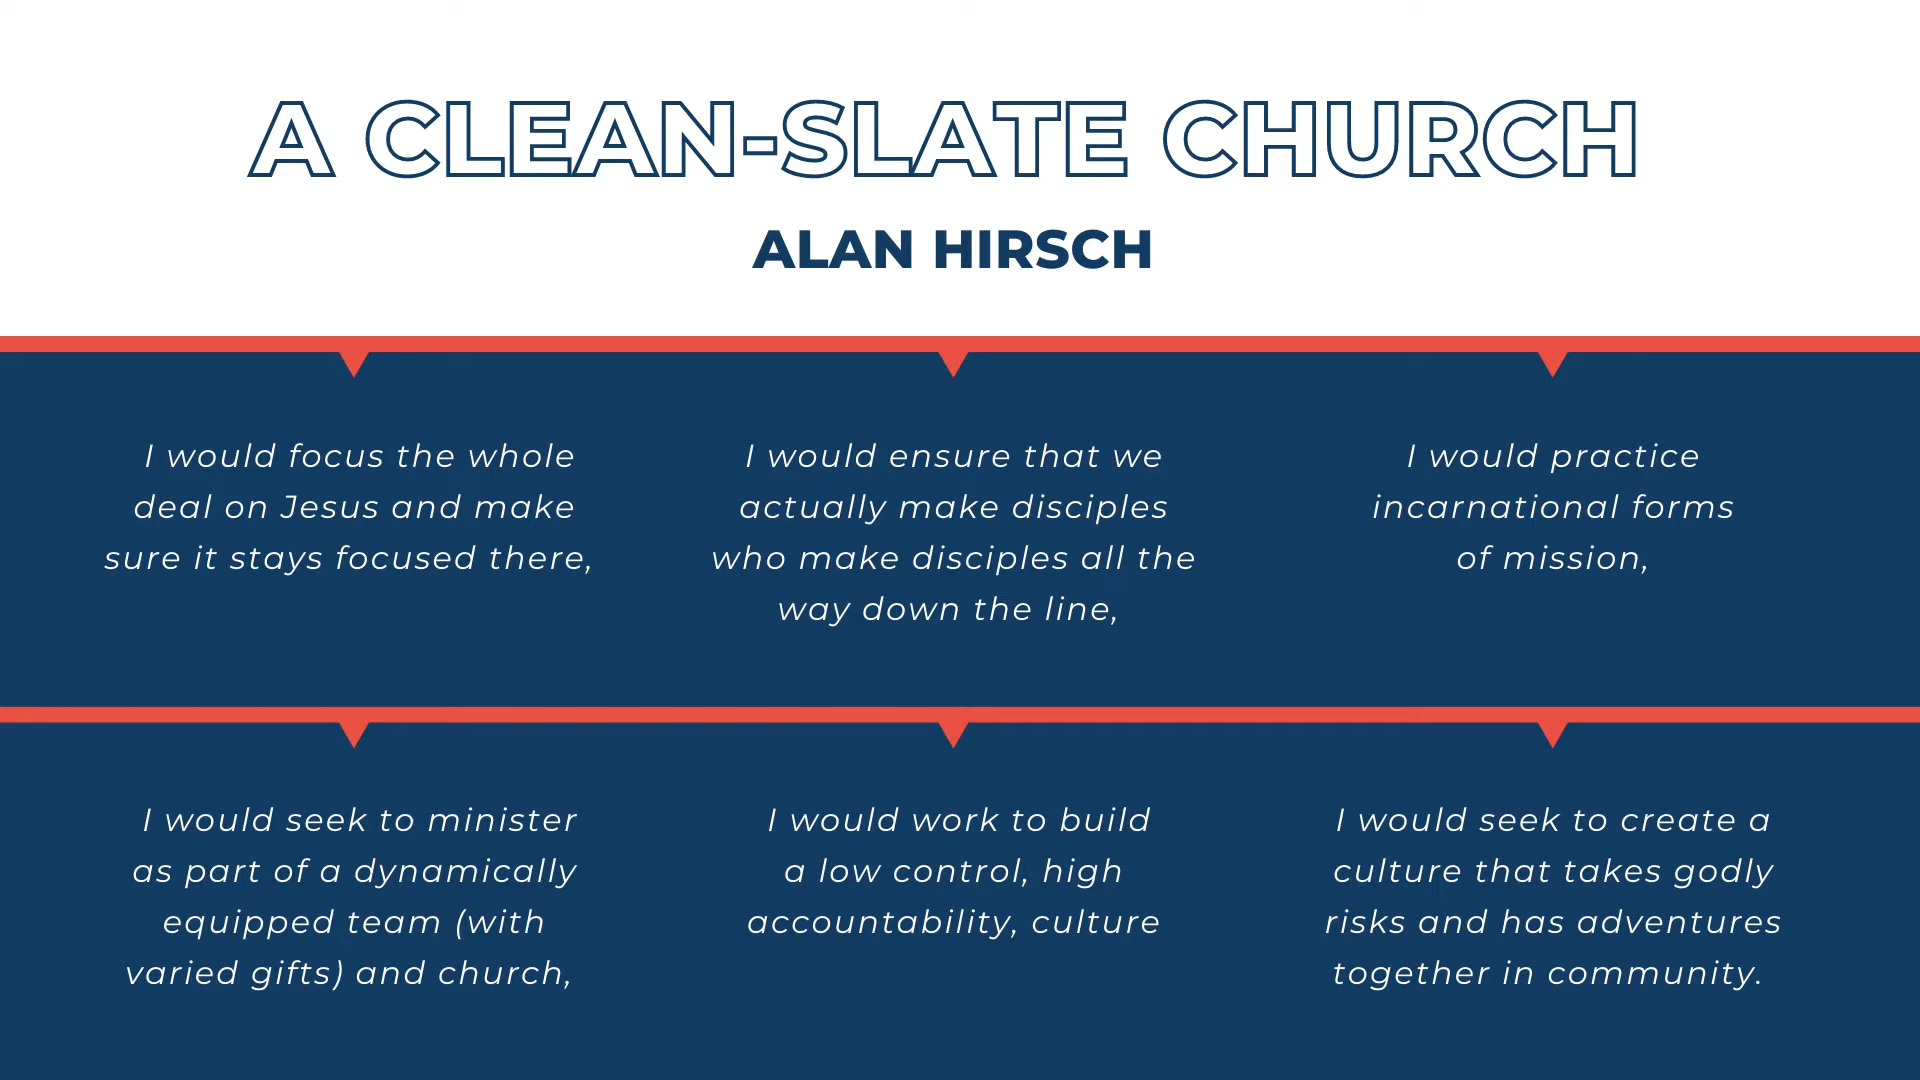 A CLEAN-SLATE CHURCH
ALAN HIRSCH
I would focus the whole
deal on Jesus and make
sure it stays focused there,
I would ensure that we
actually make disciples
who make disciples all the
way down the line,
I would practice
incarnational forms
of mission,
I would seek to minister
as part of a dynamically
equipped team (with
varied gifts) and church,
I would work to build
a low control, high
accountability, culture
I would seek to create a
culture that takes godly
risks and has adventures
together in community.